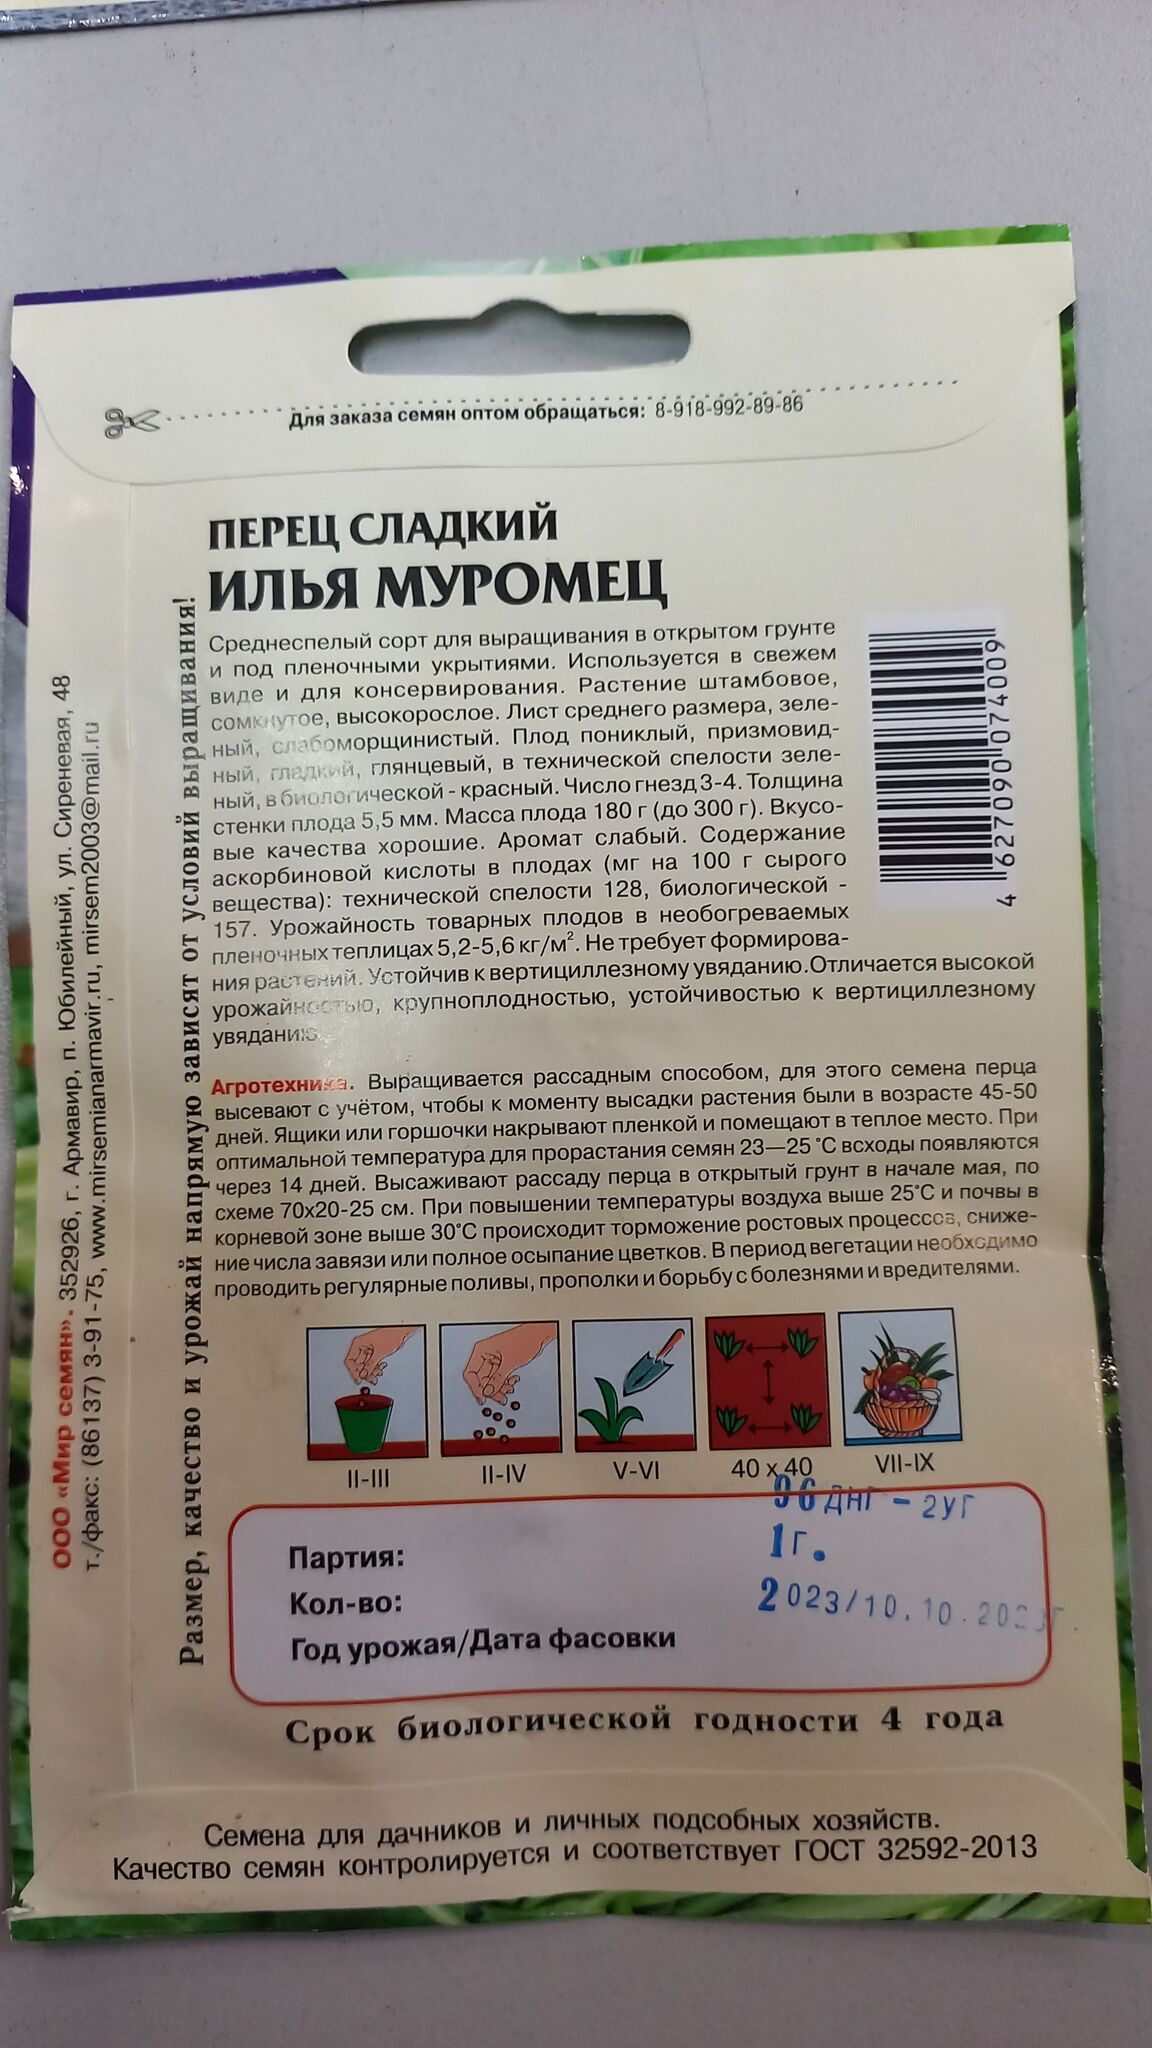 Для заказа семян оптом обращаться: 8-918-992-89-86
ПЕРЕЦ СЛАДКИЙ
ИЛЬЯ МУРОМЕЦ
Среднеспелый сорт для выращивания в открытом грунте
и под пленочными укрытиями. Используется в свежем
виде и для консервирования. Растение штамбовое,
сомкнутое, высокорослое. Лист среднего размера, зеле-
ный, слабоморщинистый. Плод пониклый, призмовид-
ный, гладкий, глянцевый, в технической спелости зеле-
ный, в биологической - красный. Число гнезд 3-4. Толщина
стенки плода 5,5 мм. Масса плода 180 г (до 300 г). Вкусо-
вые качества хорошие. Аромат слабый. Содержание
аскорбиновой кислоты в плодах (мг на 100 г сырого
вещества): технической спелости 128, биологической -
157. Урожайность товарных плодов в необогреваемых
пленочных теплицах 5,2-5,6 кг/м². Не требует формирова-
ния растений. Устойчив к вертициллезному увяданию.Отличается высокой
урожайностью, крупноплодностью, устойчивостью к вертициллезному
увяданию.
4 627090 074009
Агротехника. Выращивается рассадным способом, для этого семена перца
высевают с учётом, чтобы к моменту высадки растения были в возрасте 45-50
дней. Ящики или горшочки накрывают пленкой и помещают в теплое место. При
оптимальной температура для прорастания семян 23—25 °С всходы появляются
через 14 дней. Высаживают рассаду перца в открытый грунт в начале мая, по
схеме 70х20-25 см. При повышении температуры воздуха выше 25°С и почвы в
корневой зоне выше 30°С происходит торможение ростовых процессов, сниже-
ние числа завязи или полное осыпание цветков. В период вегетации необходимо
проводить регулярные поливы, прополки и борьбу с болезнями и вредителями.
II-III II-IV V-VI 40 х 40 VII-IX
Партия: 96 ДНГ - 2УГ
Кол-во: 1Г.
Год урожая/Дата фасовки 2023/10.10.2023г.
Срок биологической годности 4 года
Семена для дачников и личных подсобных хозяйств.
Качество семян контролируется и соответствует ГОСТ 32592-2013
Размер, качество и урожай напрямую зависят от условий выращивания!
ООО «Мир семян». 352926, г. Армавир, п. Юбилейный, ул. Сиреневая, 48
т./факс: (86137) 3-91-75, www.mirsemianarmavir.ru, mirsem2003@mail.ru